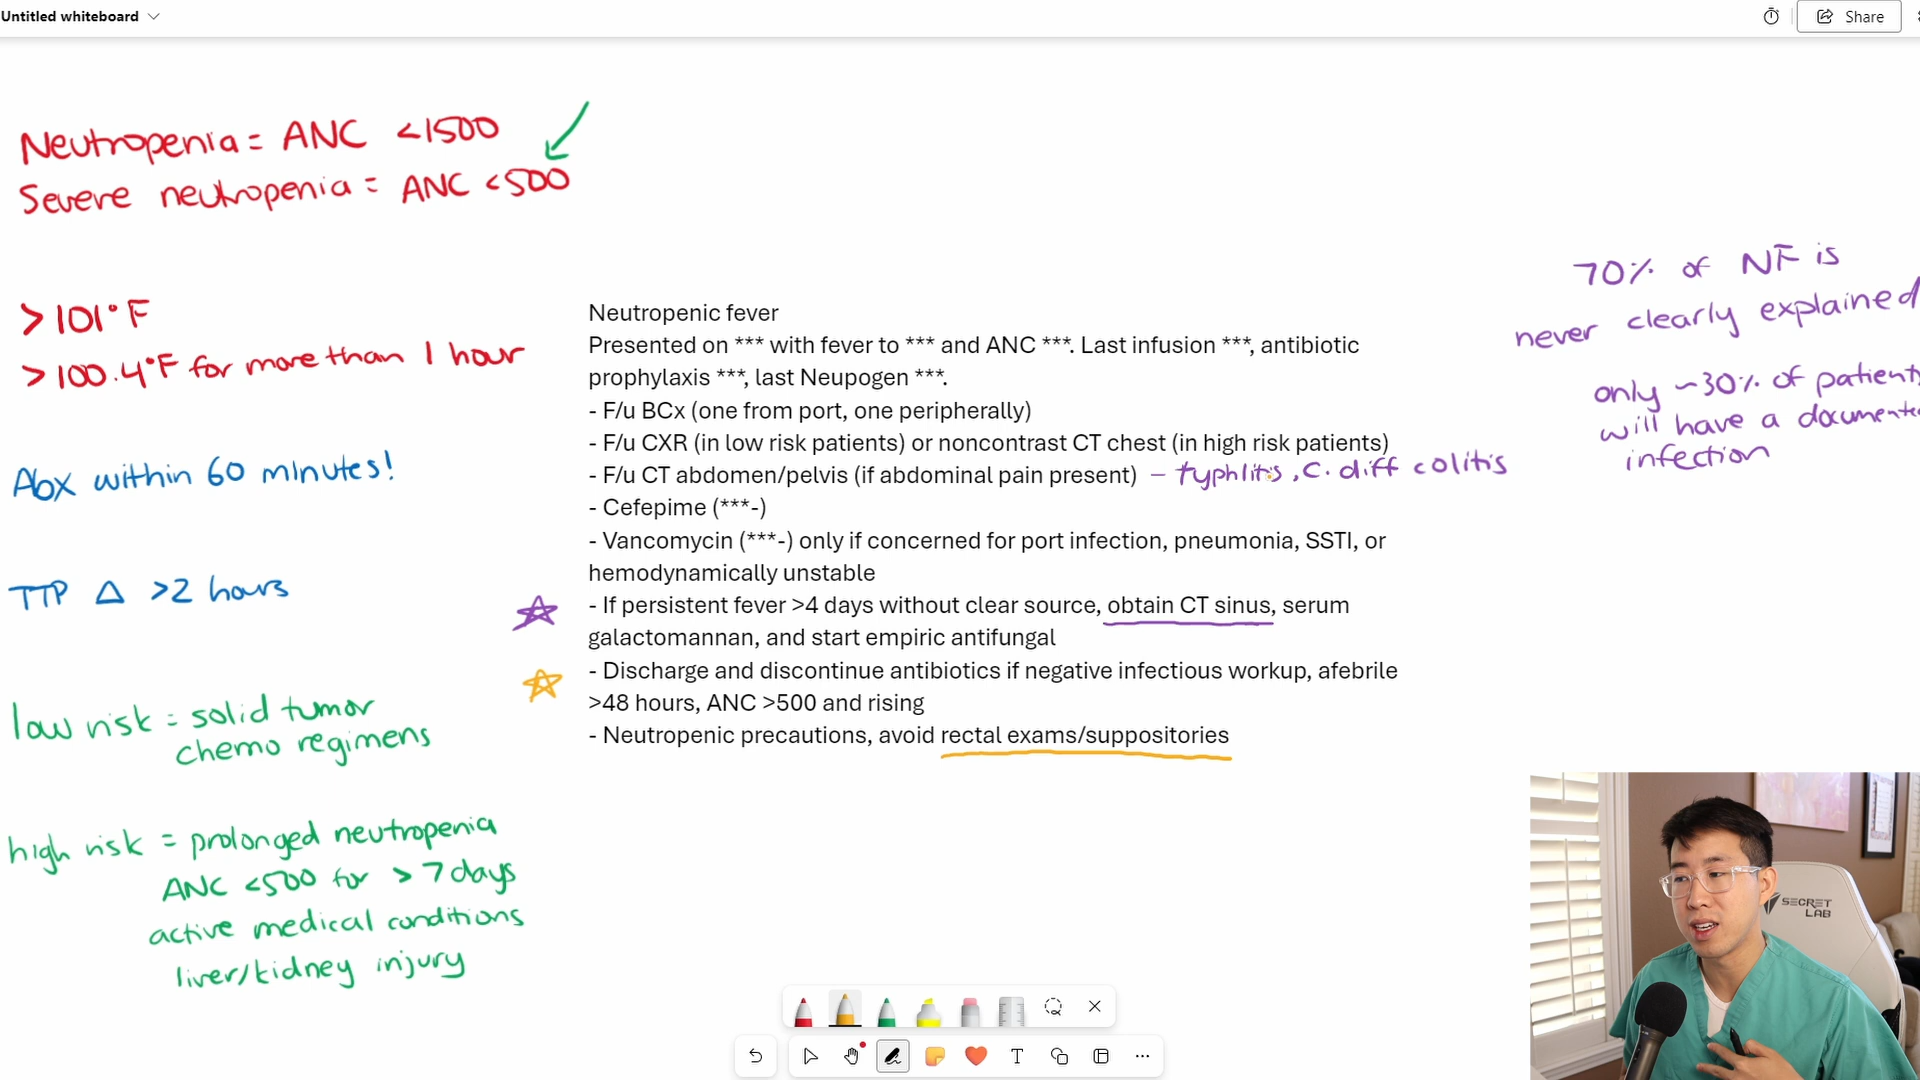 Untitled whiteboard
Share
Neutropenia = ANC <1500
Severe neutropenia = ANC <500
>101°F
>100.4°F for more than 1 hour
Abx within 60 minutes!
TTP Δ >2 hours
low risk = solid tumor
chemo regimens
high risk = prolonged neutropenia
ANC <500 for > 7 days
active medical conditions
liver/kidney injury
Neutropenic fever
Presented on *** with fever to *** and ANC ***. Last infusion ***, antibiotic
prophylaxis ***, last Neupogen ***.
- F/u BCx (one from port, one peripherally)
- F/u CXR (in low risk patients) or noncontrast CT chest (in high risk patients)
- F/u CT abdomen/pelvis (if abdominal pain present) – typhlitis, C. diff colitis
- Cefepime (***-)
- Vancomycin (***-) only if concerned for port infection, pneumonia, SSTI, or
hemodynamically unstable
- If persistent fever >4 days without clear source, obtain CT sinus, serum
galactomannan, and start empiric antifungal
- Discharge and discontinue antibiotics if negative infectious workup, afebrile
>48 hours, ANC >500 and rising
- Neutropenic precautions, avoid rectal exams/suppositories
70% of NF is
never clearly explained
only ~30% of patients
will have a documente
infection
SECRET
LAB
T